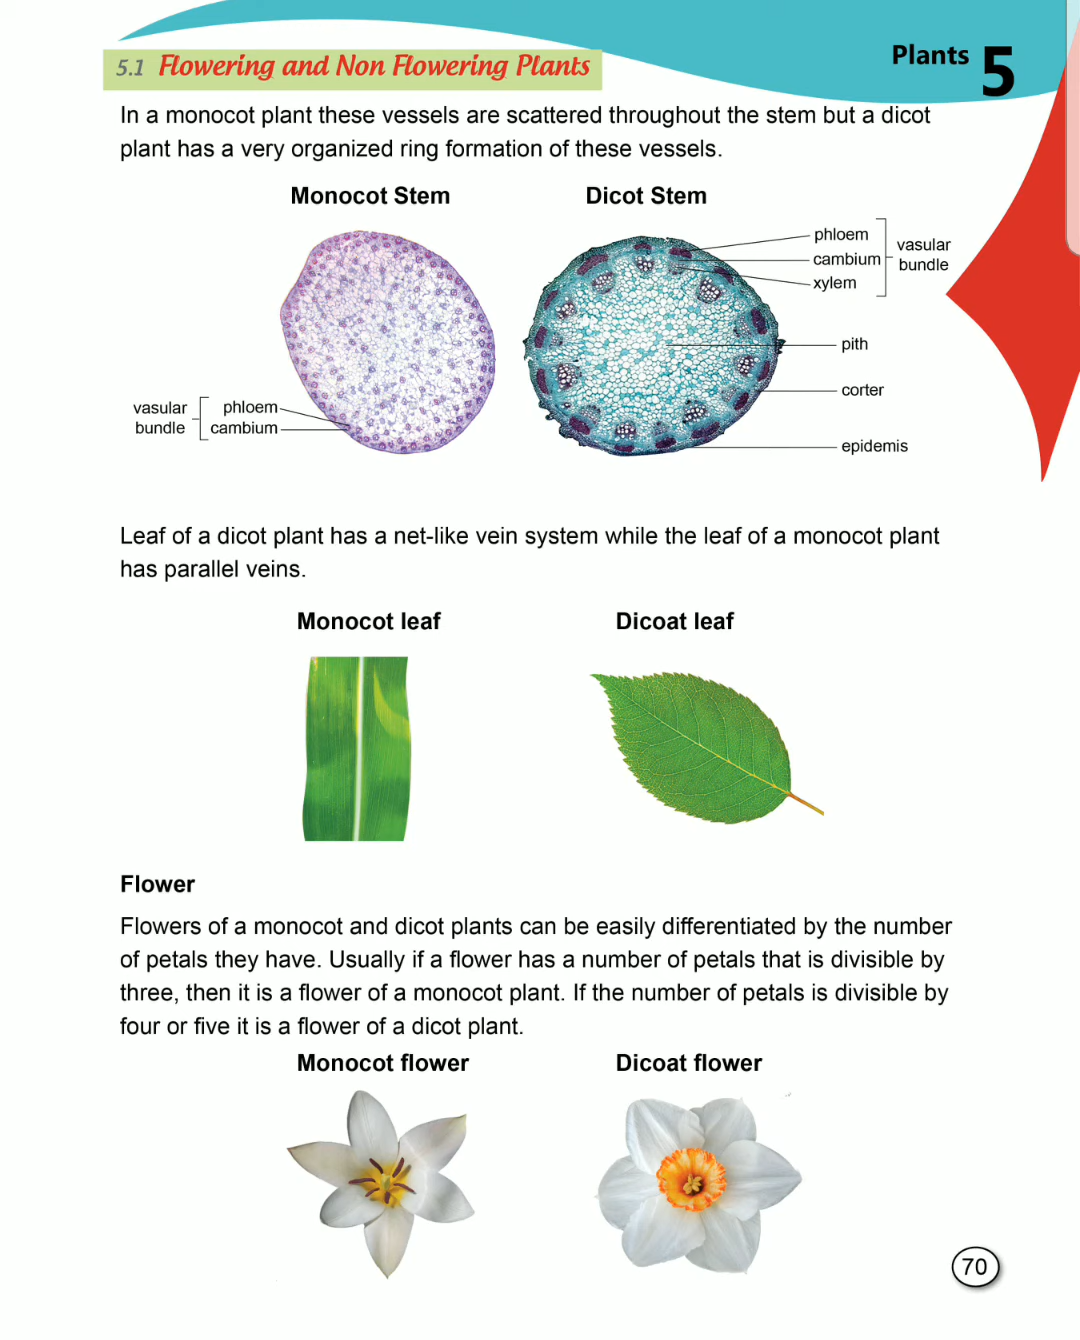 5.1 Flowering and Non Flowering Plants
Plants 5
In a monocot plant these vessels are scattered throughout the stem but a dicot
plant has a very organized ring formation of these vessels.
Monocot Stem
Dicot Stem
phloem
cambium
xylem
vasular
bundle
pith
corter
epidemis
vasular
bundle
phloem
cambium
Leaf of a dicot plant has a net-like vein system while the leaf of a monocot plant
has parallel veins.
Monocot leaf
Dicoat leaf
Flower
Flowers of a monocot and dicot plants can be easily differentiated by the number
of petals they have. Usually if a flower has a number of petals that is divisible by
three, then it is a flower of a monocot plant. If the number of petals is divisible by
four or five it is a flower of a dicot plant.
Monocot flower
Dicoat flower
70